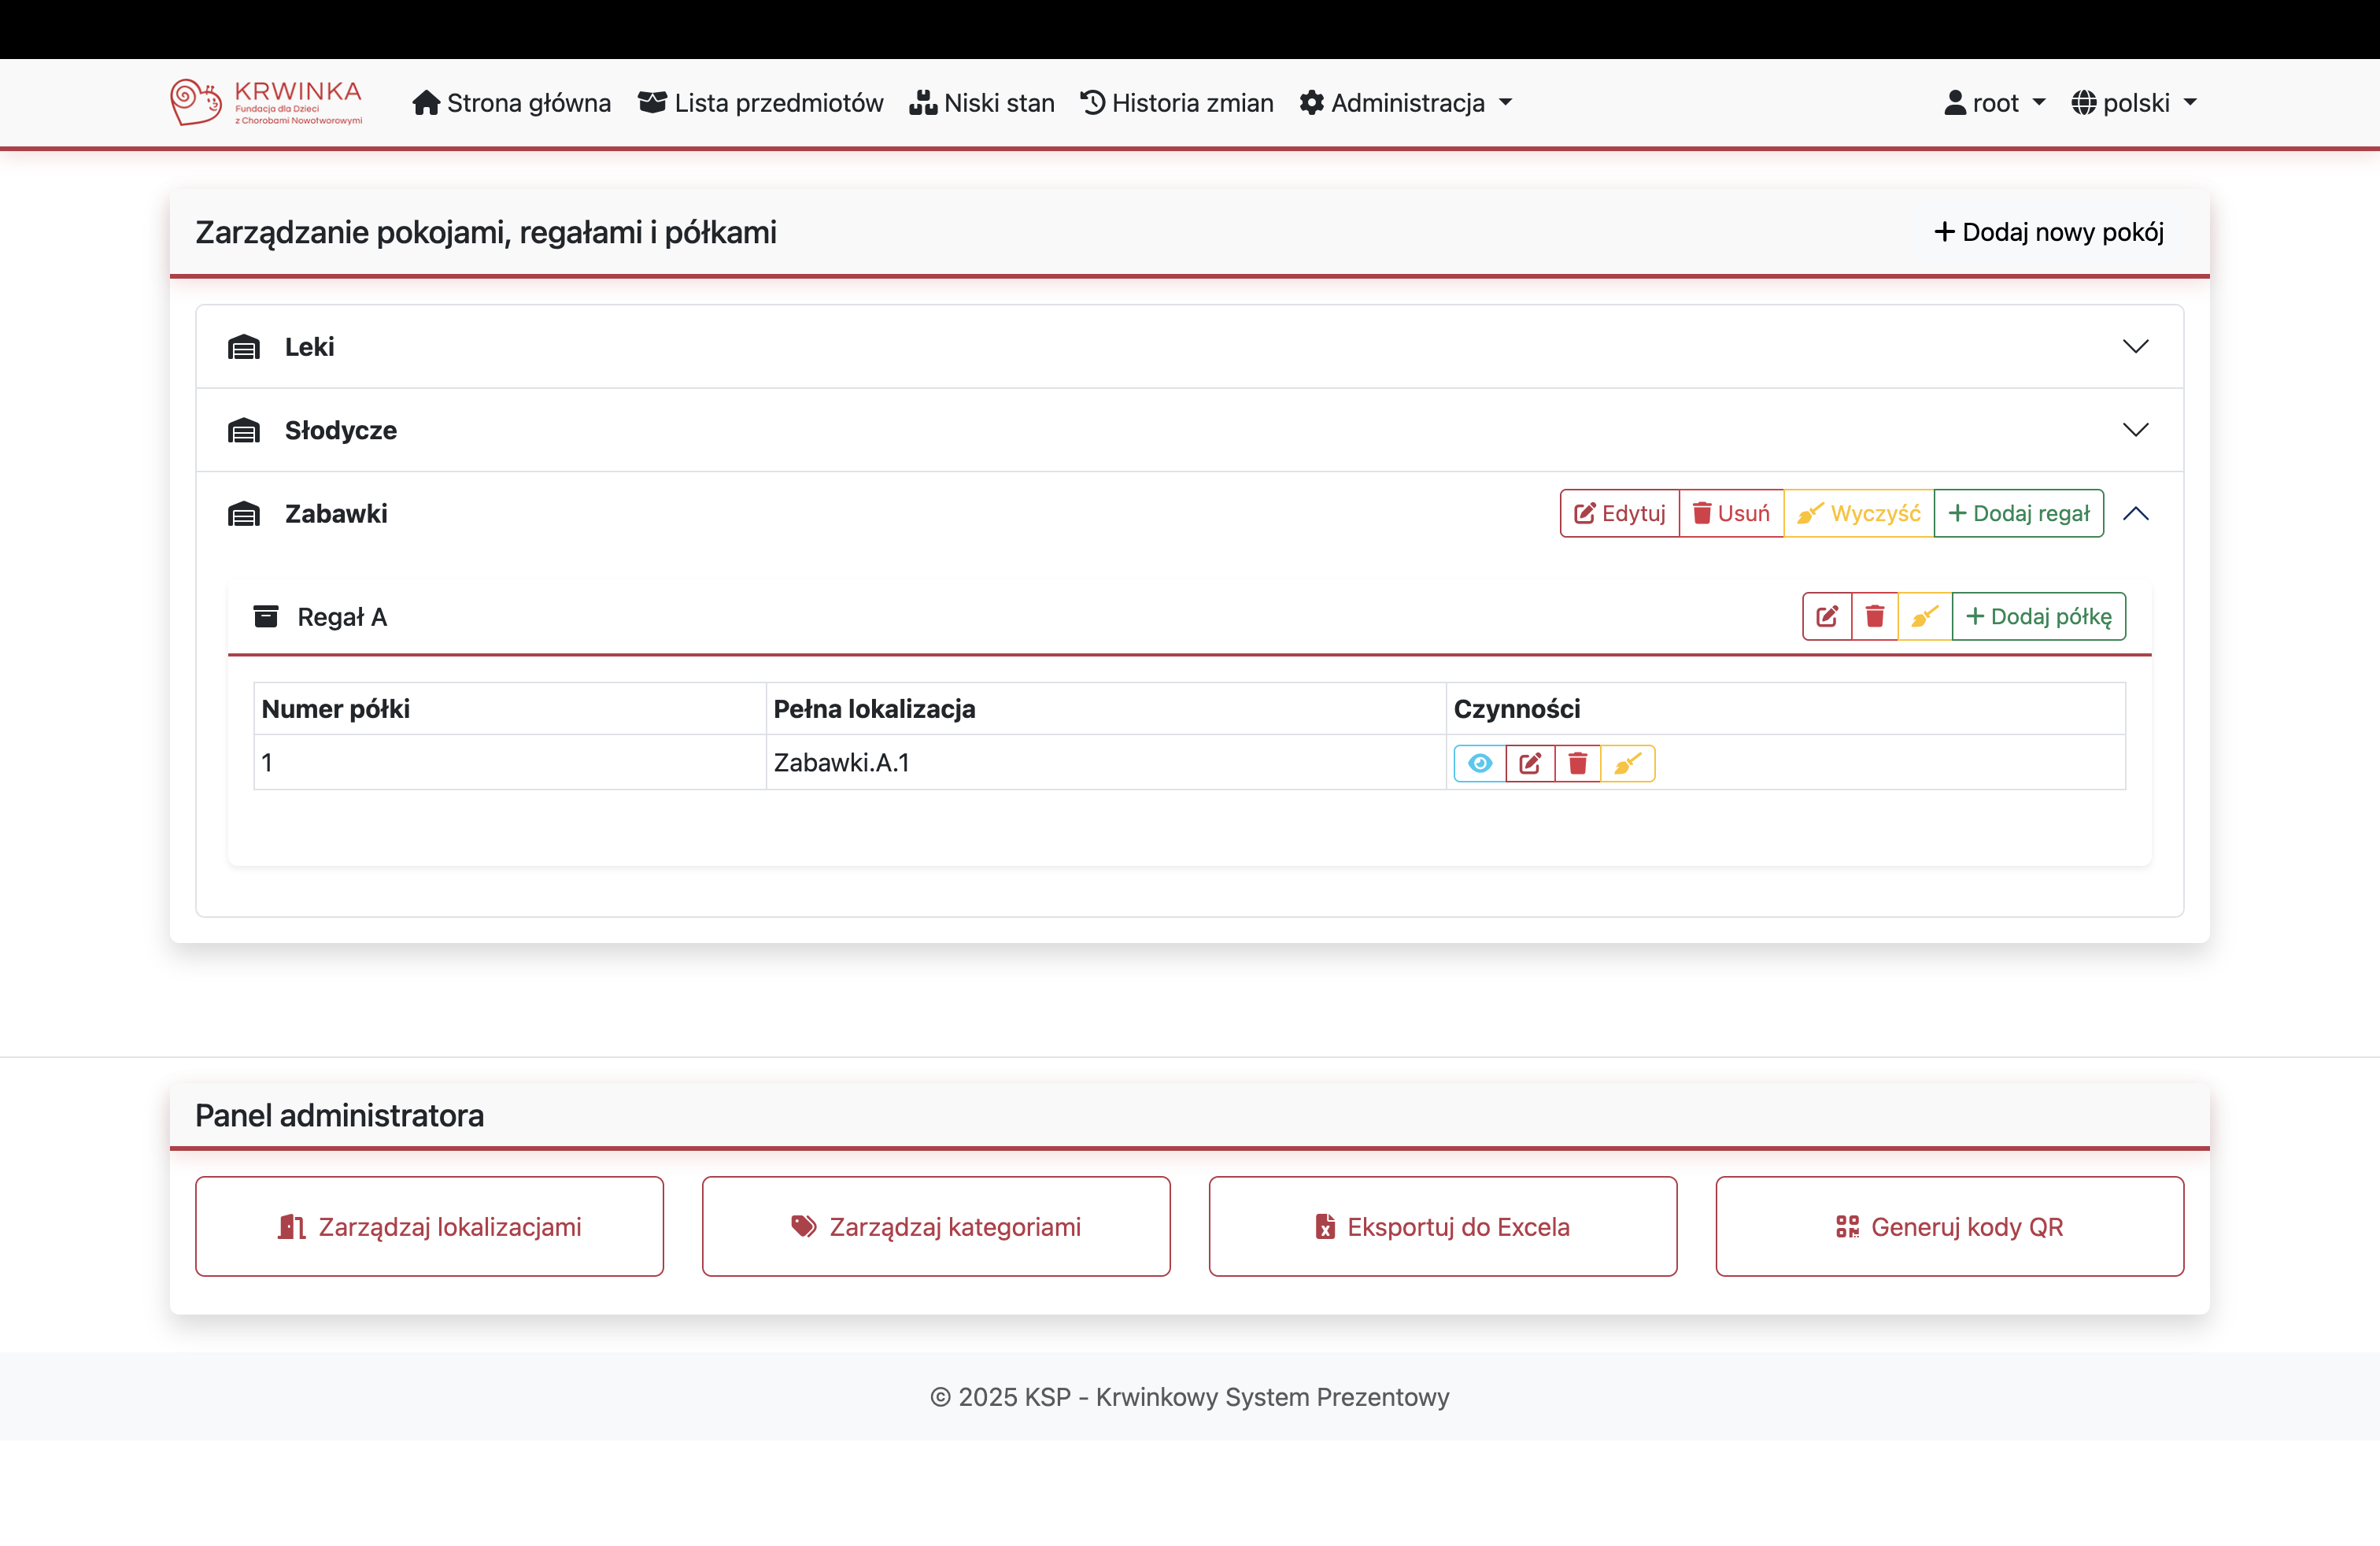 KRWINKA
Fundacja dla Dzieci
z Chorobami Nowotworowymi
Strona główna
Lista przedmiotów
Niski stan
Historia zmian
Administracja
root
polski
Zarządzanie pokojami, regałami i półkami
Dodaj nowy pokój
Leki
Słodycze
Zabawki
Edytuj
Usuń
Wyczyść
Dodaj regał
Regał A
Dodaj półkę
Numer półki
Pełna lokalizacja
Czynności
1
Zabawki.A.1
Panel administratora
Zarządzaj lokalizacjami
Zarządzaj kategoriami
Eksportuj do Excela
Generuj kody QR
© 2025 KSP - Krwinkowy System Prezentowy